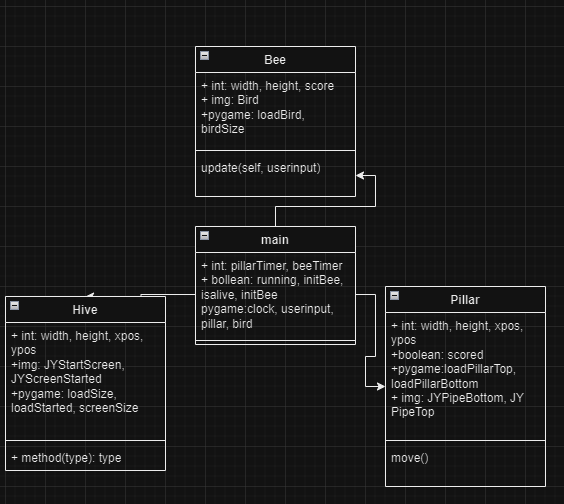 Bee
+ int: width, height, score
+ img: Bird
+pygame: loadBird,
birdSize
update(self, userinput)
main
+ int: pillarTimer, beeTimer
+ bollean: running, initBee,
isalive, initBee
pygame:clock, userinput,
pillar, bird
Hive
+ int: width, height, xpos,
ypos
+img: JYStartScreen,
JYScreenStarted
+pygame: loadSize,
loadStarted, screenSize
+ method(type): type
Pillar
+ int: width, height, xpos,
ypos
+boolean: scored
+pygame:loadPillarTop,
loadPillarBottom
+ img: JYPipeBottom, JY
PipeTop
move()